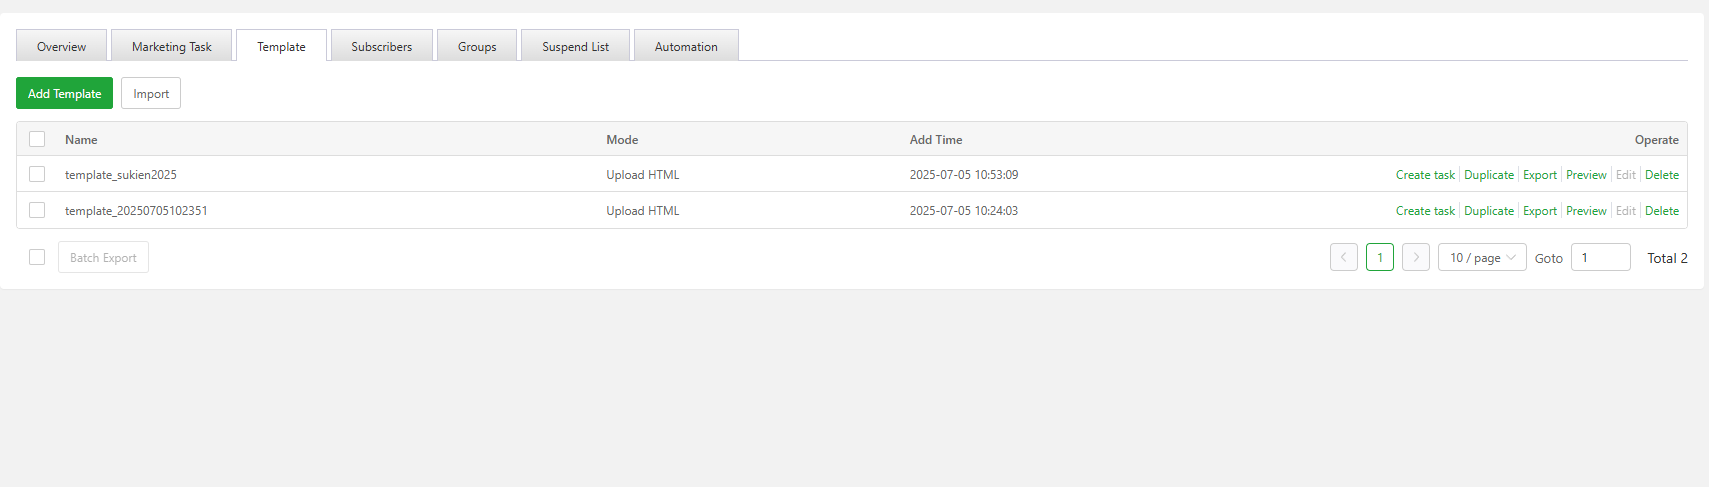 Overview Marketing Task Template Subscribers Groups Suspend List Automation
Add Template Import
Name Mode Add Time Operate
template_sukien2025 Upload HTML 2025-07-05 10:53:09 Create task Duplicate Export Preview Edit Delete
template_20250705102351 Upload HTML 2025-07-05 10:24:03 Create task Duplicate Export Preview Edit Delete
Batch Export 1 10 / page Goto 1 Total 2